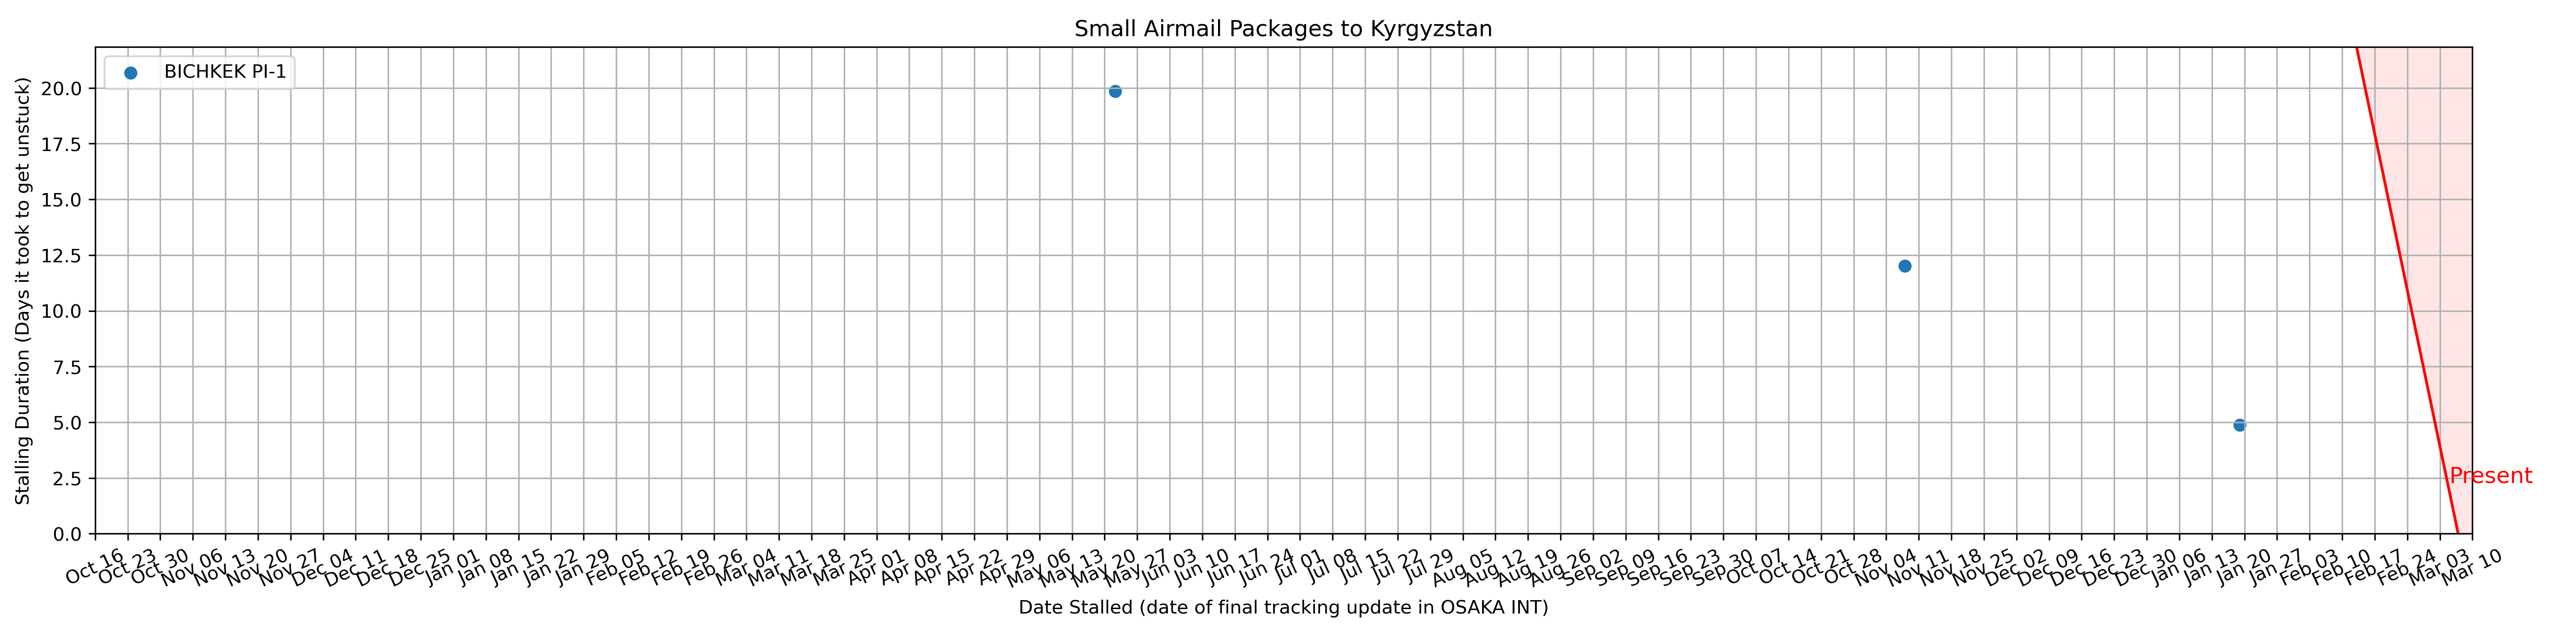 Small Airmail Packages to Kyrgyzstan
BICHKEK PI-1
Stalling Duration (Days it took to get unstuck)
20.0
17.5
15.0
12.5
10.0
7.5
5.0
2.5
0.0
Present
Oct 16 Oct 23 Oct 30 Nov 06 Nov 13 Nov 20 Nov 27 Dec 04 Dec 11 Dec 18 Dec 25 Jan 01 Jan 08 Jan 15 Jan 22 Jan 29 Feb 05 Feb 12 Feb 19 Feb 26 Mar 04 Mar 11 Mar 18 Mar 25 Apr 01 Apr 08 Apr 15 Apr 22 Apr 29 May 06 May 13 May 20 May 27 Jun 03 Jun 10 Jun 17 Jun 24 Jul 01 Jul 08 Jul 15 Jul 22 Jul 29 Aug 05 Aug 12 Aug 19 Aug 26 Sep 02 Sep 09 Sep 16 Sep 23 Sep 30 Oct 07 Oct 14 Oct 21 Oct 28 Nov 04 Nov 11 Nov 18 Nov 25 Dec 02 Dec 09 Dec 16 Dec 23 Dec 30 Jan 06 Jan 13 Jan 20 Jan 27 Feb 03 Feb 10 Feb 17 Feb 24 Mar 03 Mar 10
Date Stalled (date of final tracking update in OSAKA INT)